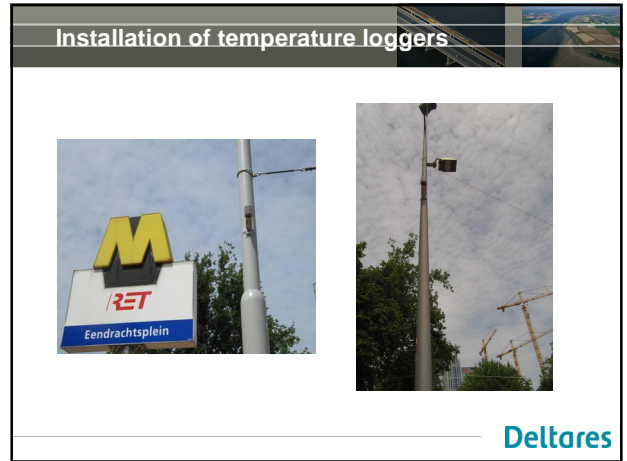 Installation of temperature loggers
M
RET
Eendrachtsplein
Deltares